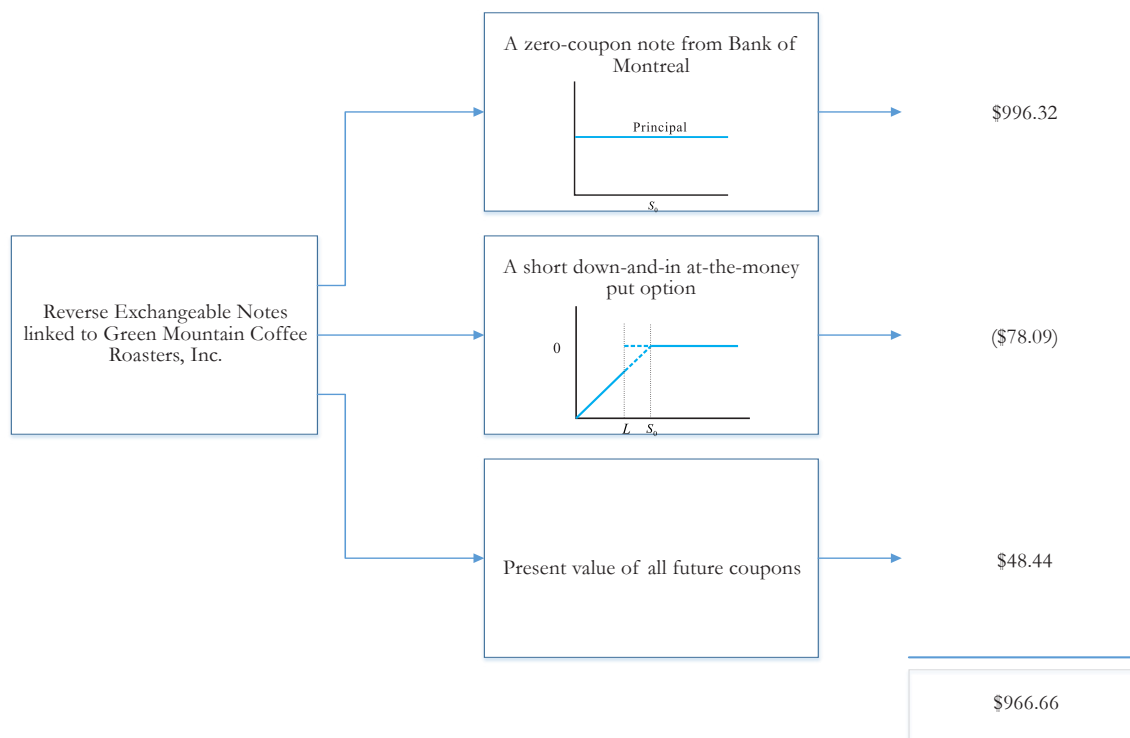 A zero-coupon note from Bank of
Montreal
Principal
S₀
$996.32
Reverse Exchangeable Notes
linked to Green Mountain Coffee
Roasters, Inc.
A short down-and-in at-the-money
put option
0
L S₀
($78.09)
Present value of all future coupons
$48.44
$966.66